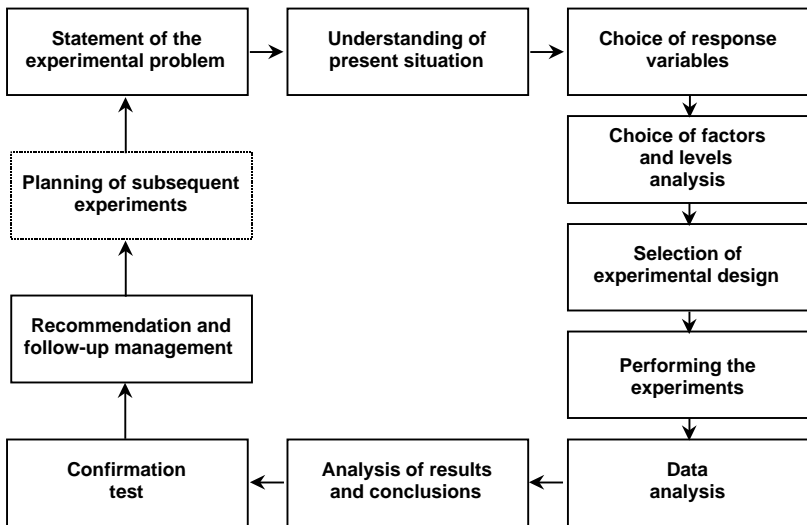 Statement of the
experimental problem
Understanding of
present situation
Choice of response
variables
Choice of factors
and levels
analysis
Selection of
experimental design
Performing the
experiments
Data
analysis
Analysis of results
and conclusions
Confirmation
test
Recommendation and
follow-up management
Planning of subsequent
experiments